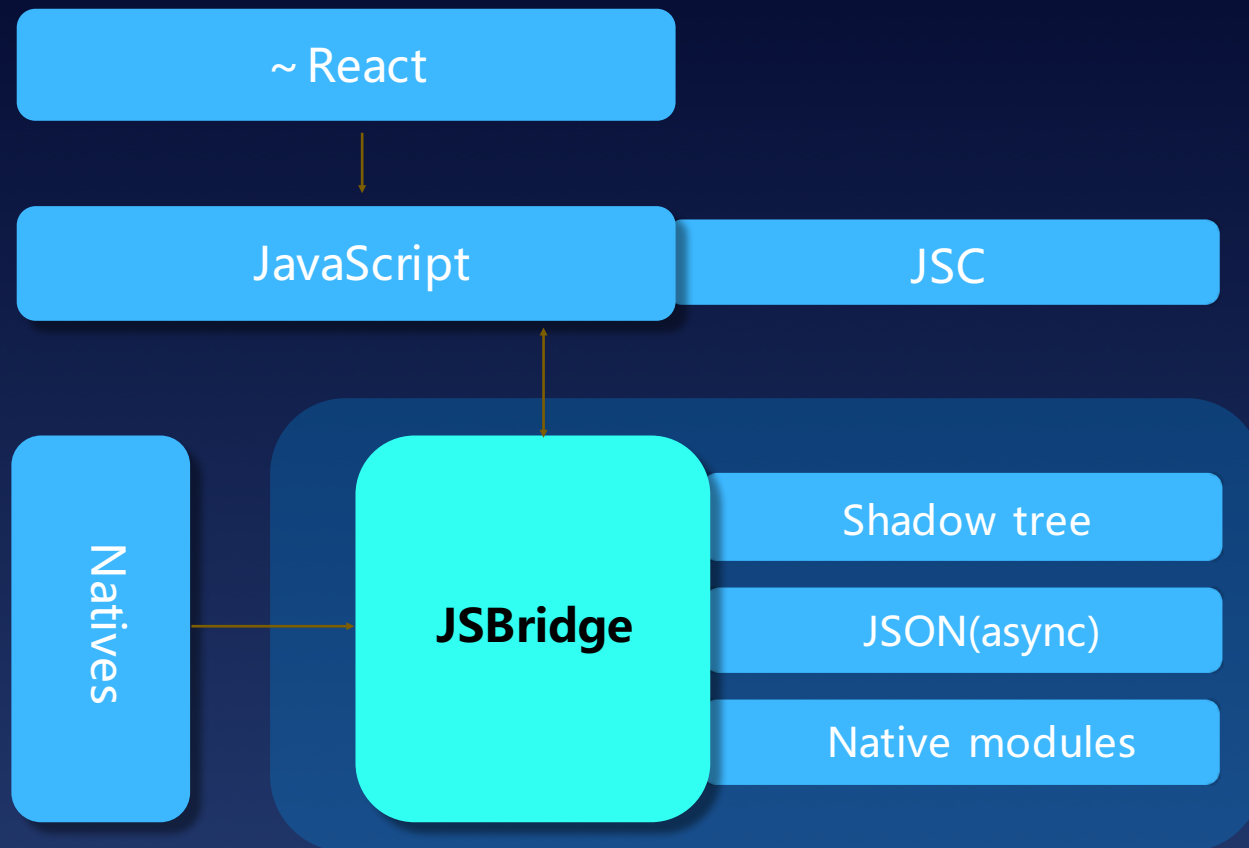 ~ React
JavaScript
JSC
Natives
JSBridge
Shadow tree
JSON(async)
Native modules